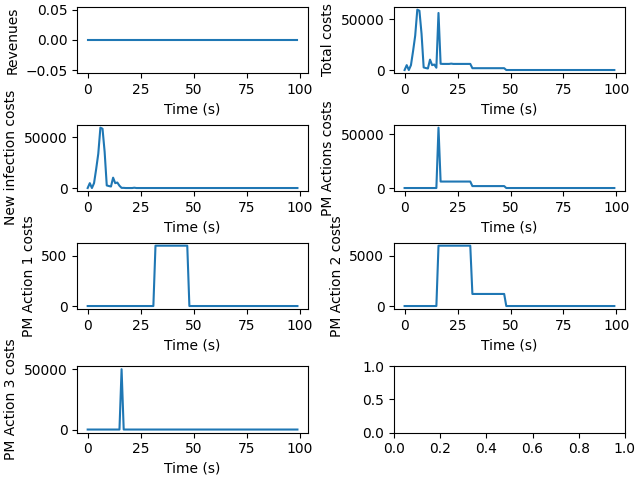 Revenues
0.05
0.00
−0.05
0 25 50 75 100
Time (s)
Total costs
50000
0
0 25 50 75 100
Time (s)
New infection costs
50000
0
0 25 50 75 100
Time (s)
PM Actions costs
50000
0
0 25 50 75 100
Time (s)
PM Action 1 costs
500
0
0 25 50 75 100
Time (s)
PM Action 2 costs
5000
0
0 25 50 75 100
Time (s)
PM Action 3 costs
50000
0
0 25 50 75 100
Time (s)
1.0
0.5
0.0
0.0 0.2 0.4 0.6 0.8 1.0